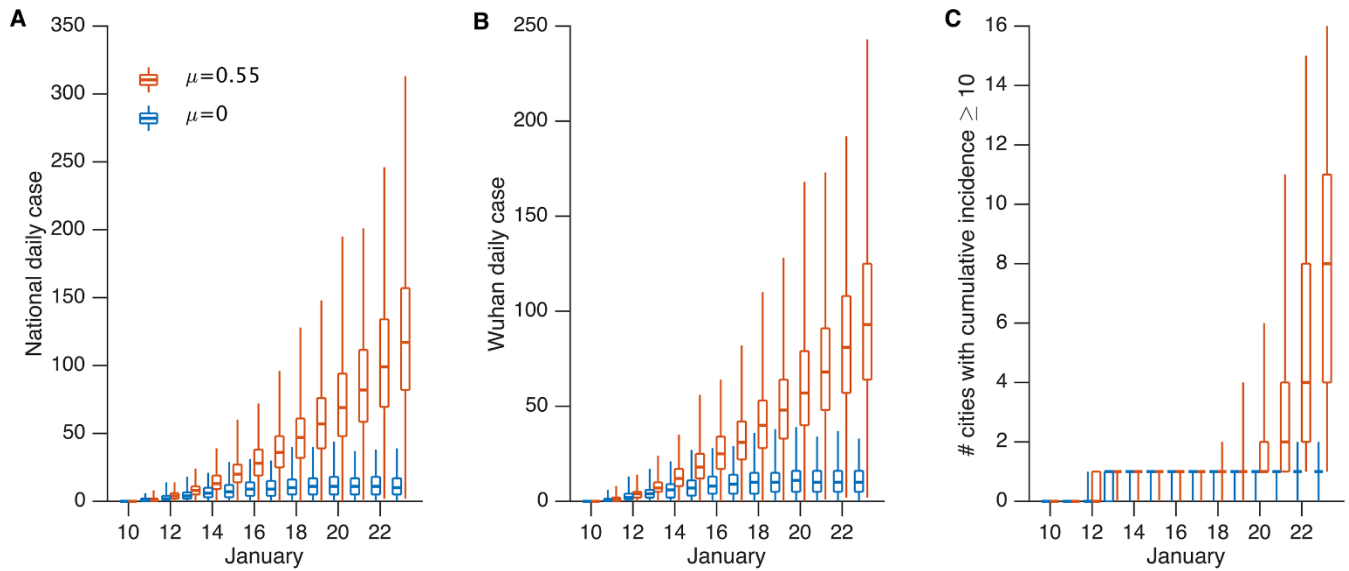 A
National daily case
350
300
250
200
150
100
50
0
μ=0.55
μ=0
10 12 14 16 18 20 22
January
B
Wuhan daily case
250
200
150
100
50
0
10 12 14 16 18 20 22
January
C
# cities with cumulative incidence ≥ 10
16
14
12
10
8
6
4
2
0
10 12 14 16 18 20 22
January